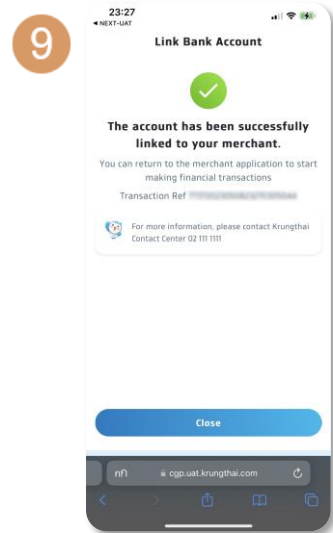 9
23:27
◀ NEXT-UAT
Link Bank Account
The account has been successfully
linked to your merchant.
You can return to the merchant application to start
making financial transactions
Transaction Ref
For more information, please contact Krungthai
Contact Center 02 111 1111
Close
cgp.uat.krungthai.com